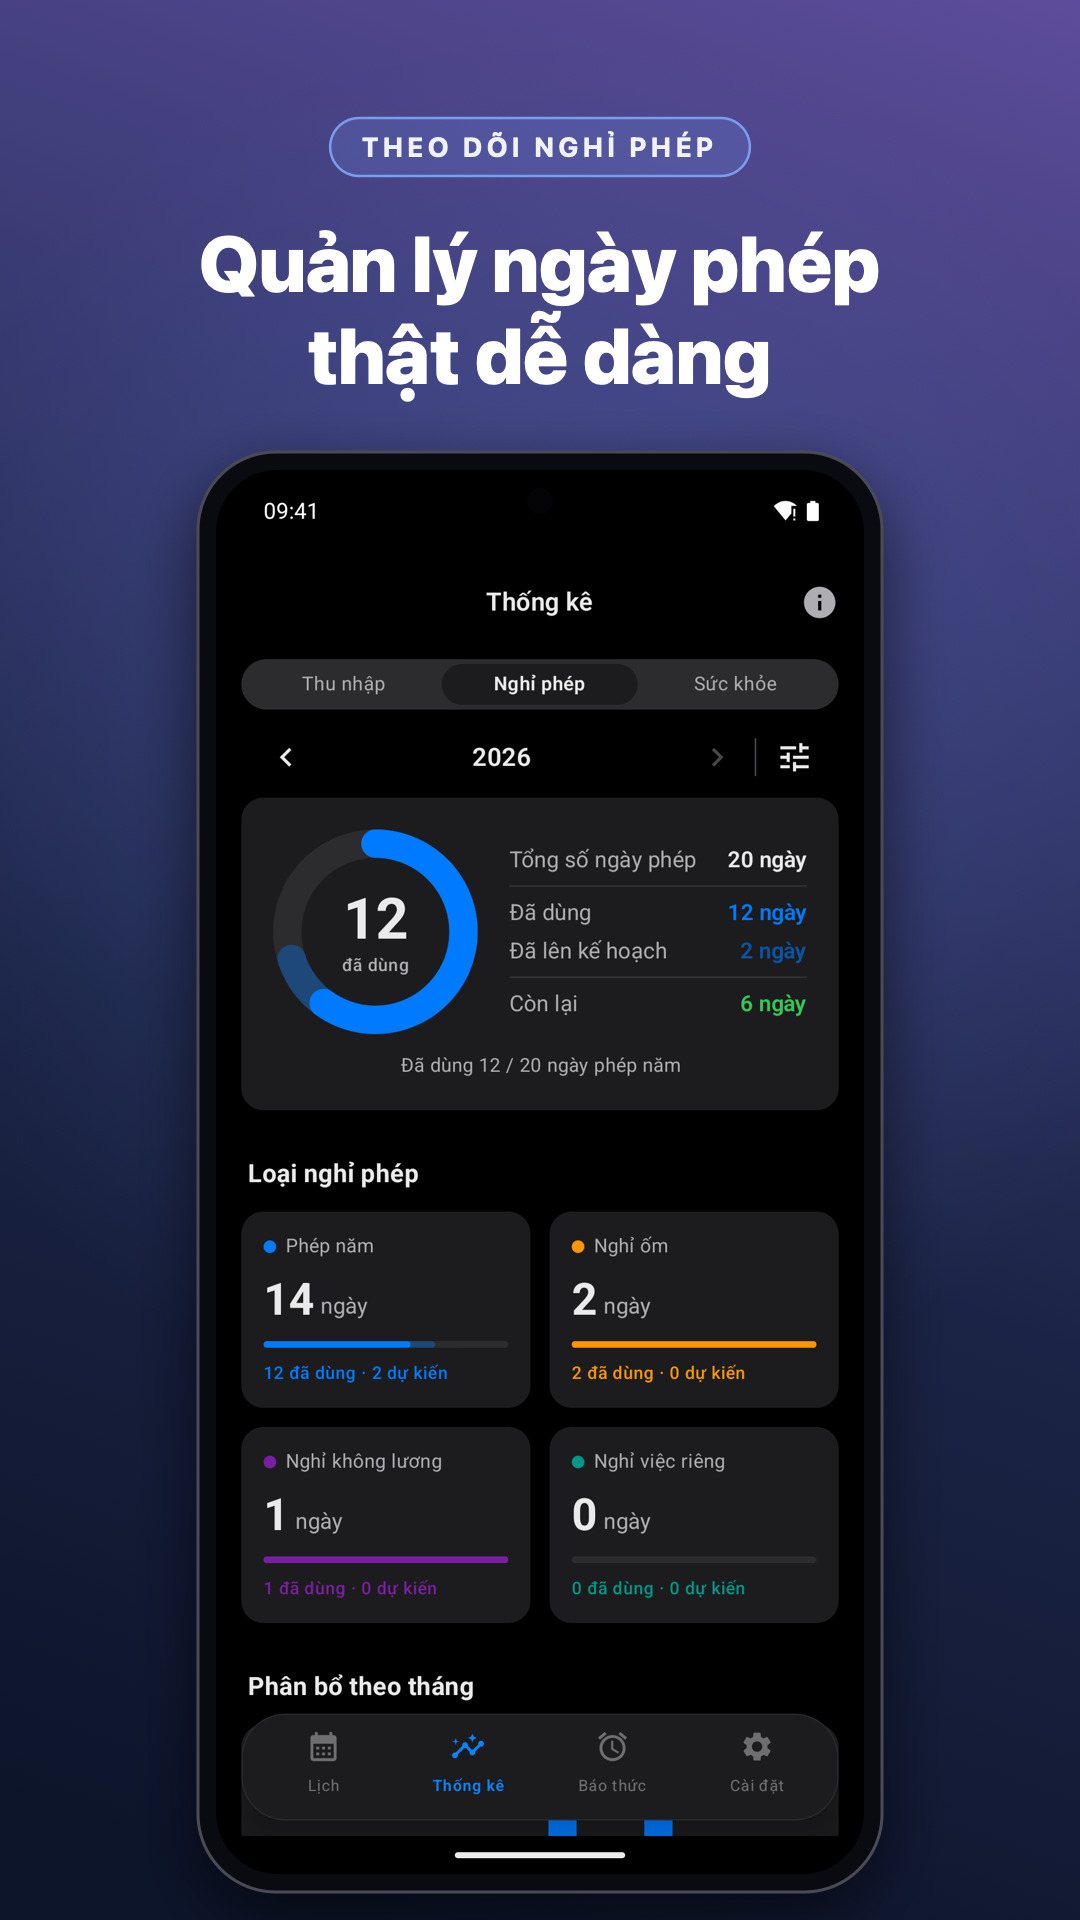 THEO DÕI NGHỈ PHÉP
Quản lý ngày phép
thật dễ dàng
09:41
Thống kê
Thu nhập
Nghỉ phép
Sức khỏe
2026
12
đã dùng
Tổng số ngày phép 20 ngày
Đã dùng 12 ngày
Đã lên kế hoạch 2 ngày
Còn lại 6 ngày
Đã dùng 12 / 20 ngày phép năm
Loại nghỉ phép
Phép năm
14 ngày
12 đã dùng · 2 dự kiến
Nghỉ ốm
2 ngày
2 đã dùng · 0 dự kiến
Nghỉ không lương
1 ngày
1 đã dùng · 0 dự kiến
Nghỉ việc riêng
0 ngày
0 đã dùng · 0 dự kiến
Phân bổ theo tháng
Lịch
Thống kê
Báo thức
Cài đặt